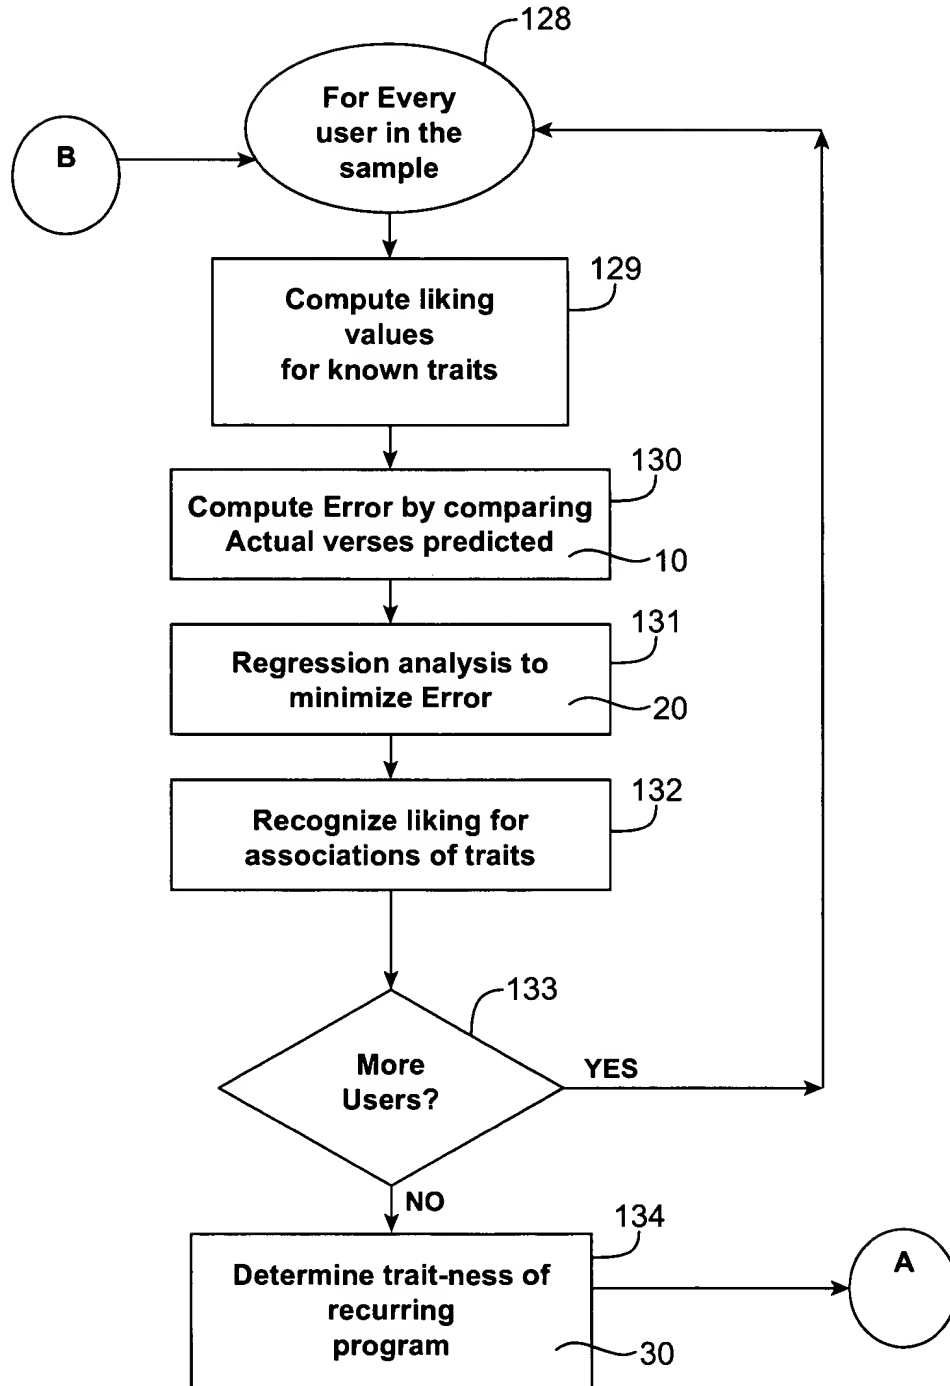 128
For Every
user in the
sample
B
129
Compute liking
values
for known traits
130
Compute Error by comparing
Actual verses predicted
10
131
Regression analysis to
minimize Error
20
132
Recognize liking for
associations of traits
133
More
Users?
YES
NO
134
Determine trait-ness of
recurring
program
30
A